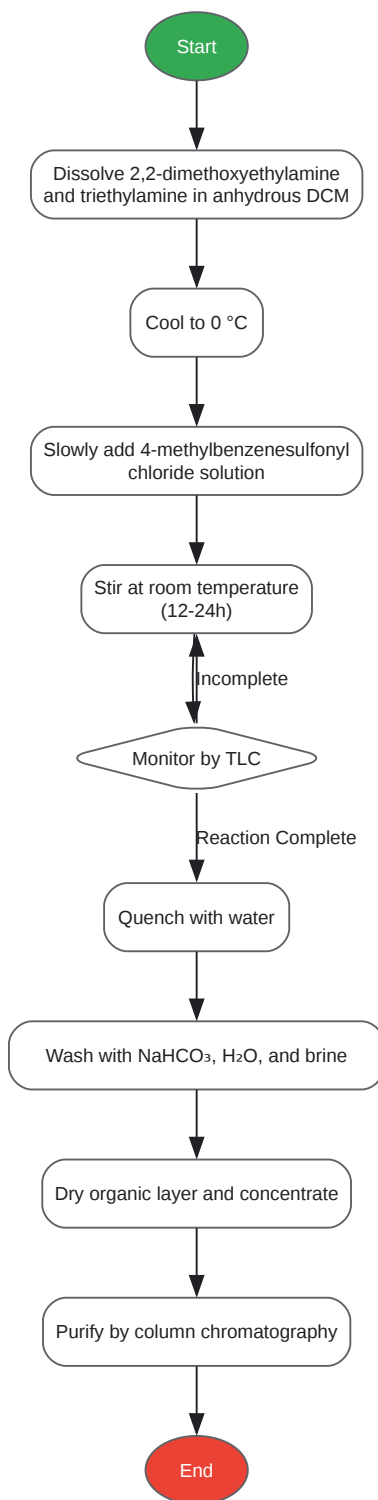 Start
Dissolve 2,2-dimethoxyethylamine
and triethylamine in anhydrous DCM
Cool to 0 °C
Slowly add 4-methylbenzenesulfonyl
chloride solution
Stir at room temperature
(12-24h)
Incomplete
Monitor by TLC
Reaction Complete
Quench with water
Wash with NaHCO₃, H₂O, and brine
Dry organic layer and concentrate
Purify by column chromatography
End